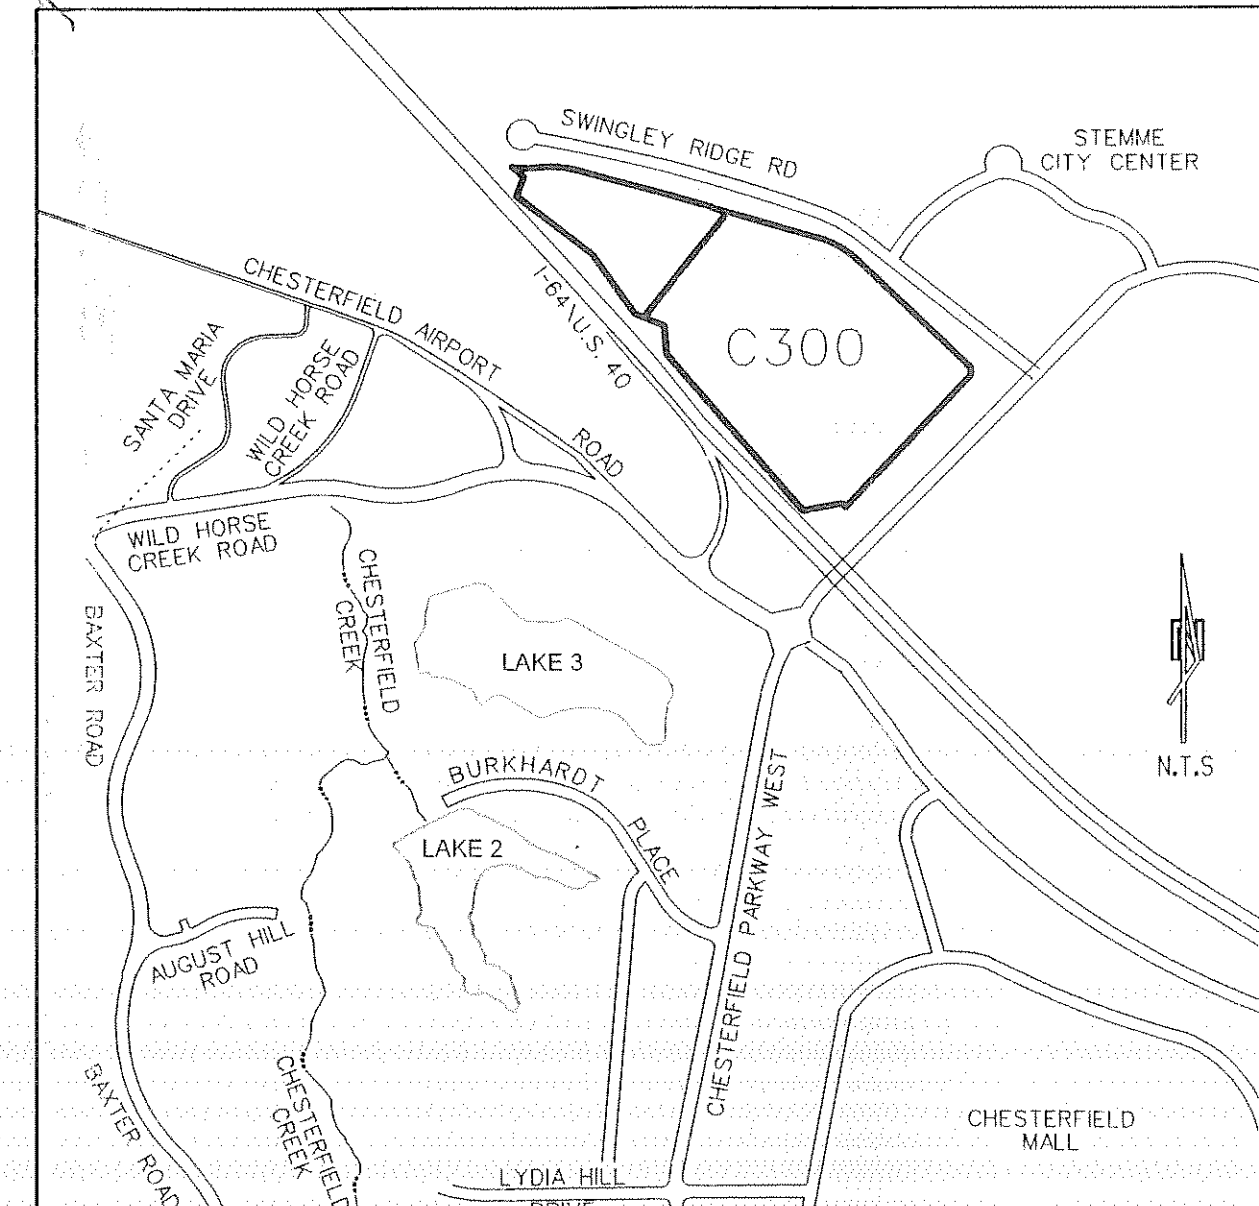 SWINGLEY RIDGE RD
STEMME
CITY CENTER
I-64\U.S. 40
C300
CHESTERFIELD AIRPORT
ROAD
SANTA MARIA
DRIVE
WILD HORSE
CREEK ROAD
WILD HORSE
CREEK ROAD
CHESTERFIELD
CREEK
BAXTER ROAD
LAKE 3
N.T.S
BURKHARDT
PLACE
LAKE 2
CHESTERFIELD PARKWAY WEST
AUGUST HILL
ROAD
BAXTER ROAD
CHESTERFIELD
CREEK
CHESTERFIELD
MALL
LYDIA HILL
DRIVE